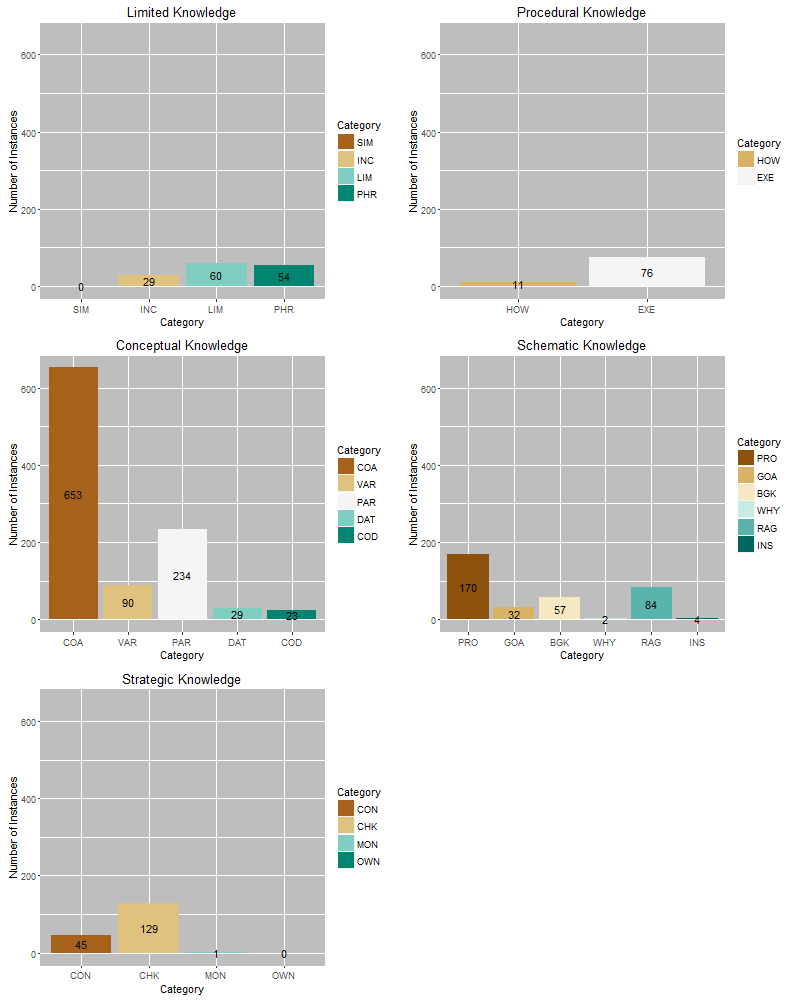 Limited Knowledge
Number of Instances
600
400
200
0
0
29
60
54
SIM INC LIM PHR
Category
Category
SIM
INC
LIM
PHR
Procedural Knowledge
Number of Instances
600
400
200
0
11
76
HOW EXE
Category
Category
HOW
EXE
Conceptual Knowledge
Number of Instances
600
400
200
0
653
90
234
29
23
COA VAR PAR DAT COD
Category
Category
COA
VAR
PAR
DAT
COD
Schematic Knowledge
Number of Instances
600
400
200
0
170
32
57
2
84
4
PRO GOA BGK WHY RAG INS
Category
Category
PRO
GOA
BGK
WHY
RAG
INS
Strategic Knowledge
Number of Instances
600
400
200
0
45
129
1
0
CON CHK MON OWN
Category
Category
CON
CHK
MON
OWN